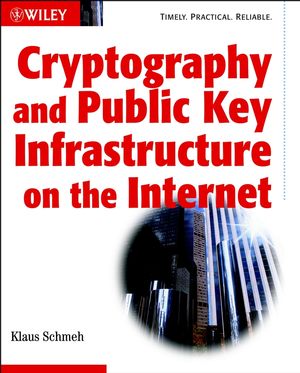 WILEY
TIMELY. PRACTICAL. RELIABLE.
Cryptography
and Public Key
Infrastructure
on the Internet
Klaus Schmeh